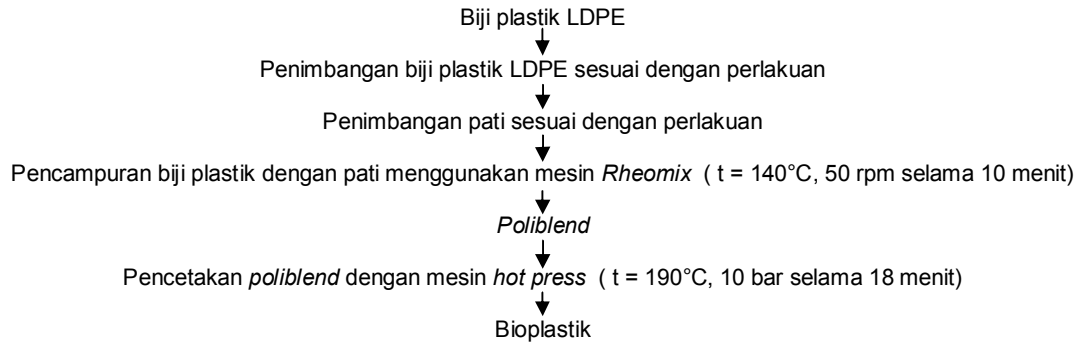 Biji plastik LDPE
Penimbangan biji plastik LDPE sesuai dengan perlakuan
Penimbangan pati sesuai dengan perlakuan
Pencampuran biji plastik dengan pati menggunakan mesin Rheomix ( t = 140°C, 50 rpm selama 10 menit)
Poliblend
Pencetakan poliblend dengan mesin hot press ( t = 190°C, 10 bar selama 18 menit)
Bioplastik